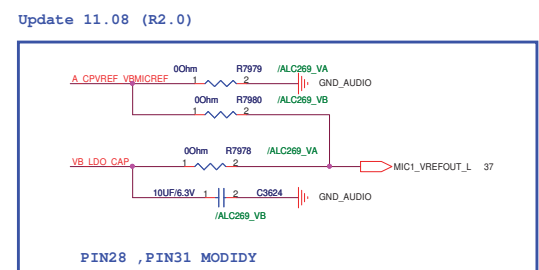 Update 11.08 (R2.0)
0Ohm R7979 /ALC269_VA
A_CPVREF_VBMICREF 1 2 GND_AUDIO
0Ohm R7980 /ALC269_VB
1 2
0Ohm R7978 /ALC269_VA
VB_LDO_CAP 1 2 MIC1_VREFOUT_L 37
10UF/6.3V 1 2 C3624 GND_AUDIO
/ALC269_VB
PIN28 ,PIN31 MODIDY